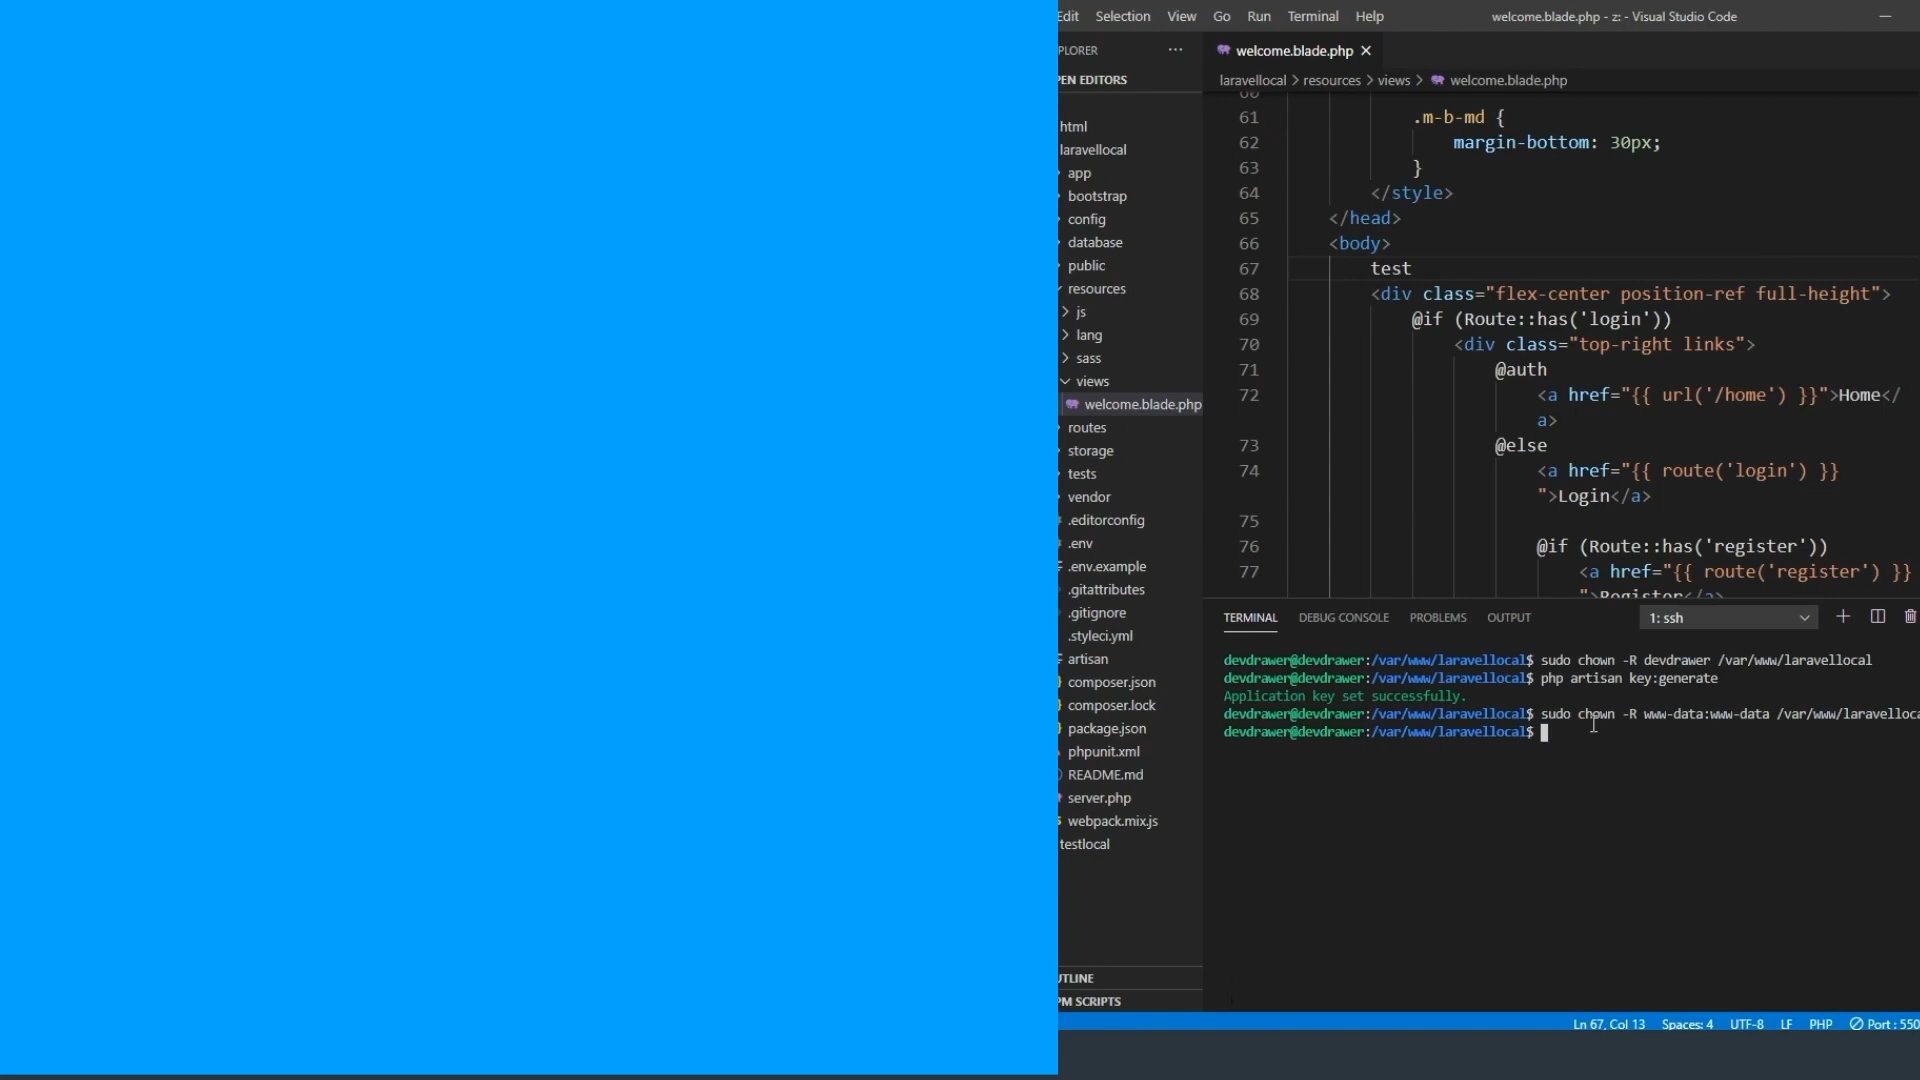 Edit Selection View Go Run Terminal Help welcome.blade.php - z: - Visual Studio Code
PLORER ···
PEN EDITORS
html
laravellocal
app
bootstrap
config
database
public
resources
js
lang
sass
views
welcome.blade.php
routes
storage
tests
vendor
.editorconfig
.env
.env.example
.gitattributes
.gitignore
.styleci.yml
artisan
composer.json
composer.lock
package.json
phpunit.xml
README.md
server.php
webpack.mix.js
testlocal
UTLINE
PM SCRIPTS
welcome.blade.php
laravellocal > resources > views > welcome.blade.php
60
61 .m-b-md {
62 margin-bottom: 30px;
63 }
64 </style>
65 </head>
66 <body>
67 test
68 <div class="flex-center position-ref full-height">
69 @if (Route::has('login'))
70 <div class="top-right links">
71 @auth
72 <a href="{{ url('/home') }}">Home</
a>
73 @else
74 <a href="{{ route('login') }}
">Login</a>
75
76 @if (Route::has('register'))
77 <a href="{{ route('register') }}
">Register</a>
TERMINAL DEBUG CONSOLE PROBLEMS OUTPUT 1: ssh
devdrawer@devdrawer:/var/www/laravellocal$ sudo chown -R devdrawer /var/www/laravellocal
devdrawer@devdrawer:/var/www/laravellocal$ php artisan key:generate
Application key set successfully.
devdrawer@devdrawer:/var/www/laravellocal$ sudo chown -R www-data:www-data /var/www/laravelloca
devdrawer@devdrawer:/var/www/laravellocal$
Ln 67, Col 13 Spaces: 4 UTF-8 LF PHP Port : 550